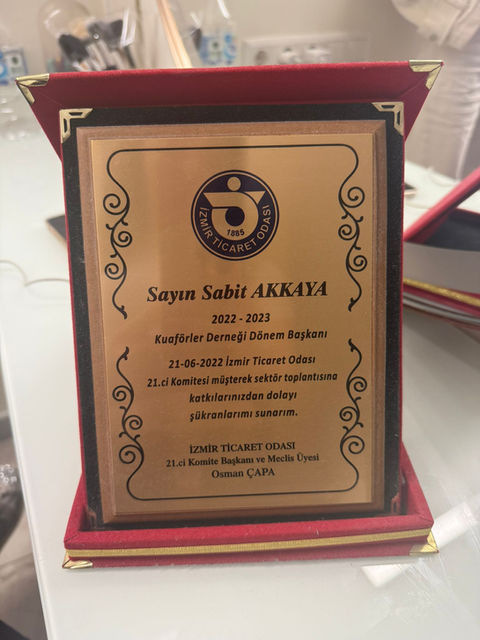 1885
İZMİR TİCARET ODASI
Sayın Sabit AKKAYA
2022 - 2023
Kuaförler Derneği Dönem Başkanı
21-06-2022 İzmir Ticaret Odası
21.ci Komitesi müşterek sektör toplantısına
katkılarınızdan dolayı
şükranlarımı sunarım.
İZMİR TİCARET ODASI
21.ci Komite Başkanı ve Meclis Üyesi
Osman ÇAPA